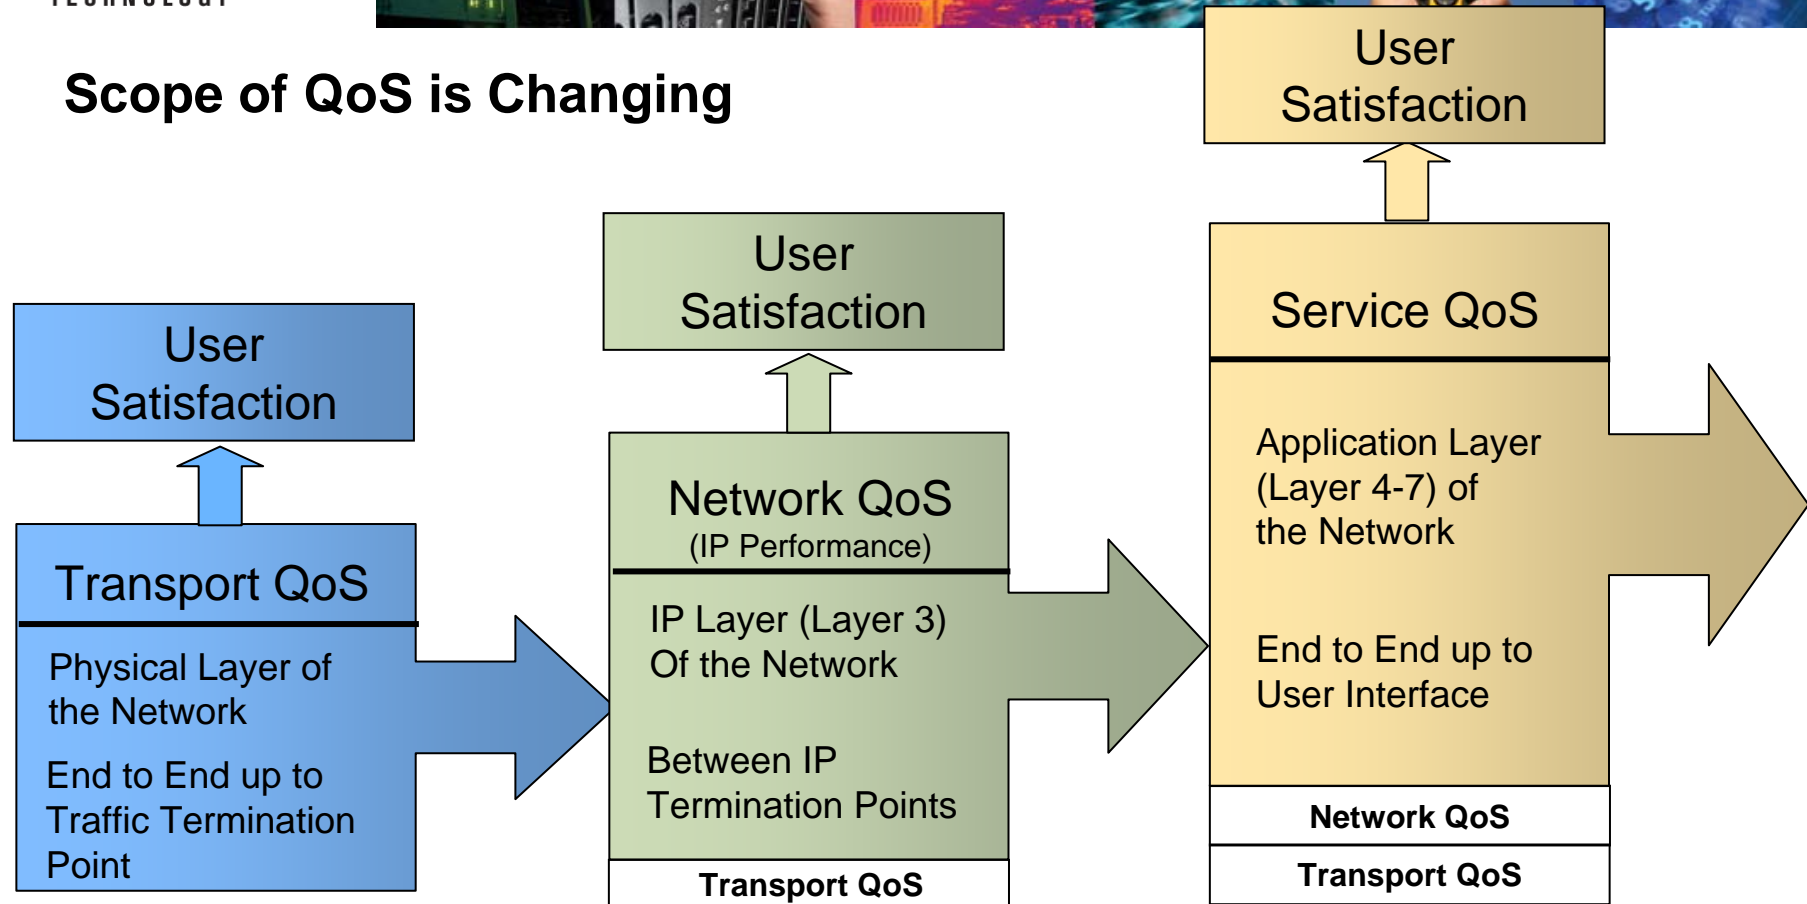 TECHNOLOGY
Scope of QoS is Changing
User
Satisfaction
Transport QoS
Physical Layer of
the Network
End to End up to
Traffic Termination
Point
User
Satisfaction
Network QoS
(IP Performance)
IP Layer (Layer 3)
Of the Network
Between IP
Termination Points
Transport QoS
User
Satisfaction
Service QoS
Application Layer
(Layer 4-7) of
the Network
End to End up to
User Interface
Network QoS
Transport QoS